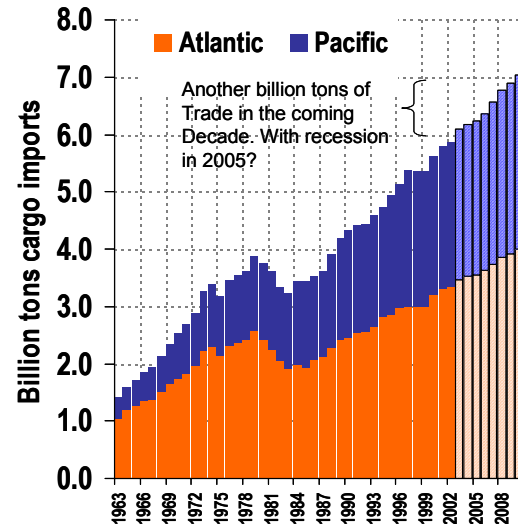 8.0
7.0
6.0
5.0
4.0
3.0
2.0
1.0
0.0
Billion tons cargo imports
Atlantic Pacific
Another billion tons of
Trade in the coming
Decade. With recession
in 2005?
1963 1966 1969 1972 1975 1978 1981 1984 1987 1990 1993 1996 1999 2002 2005 2008